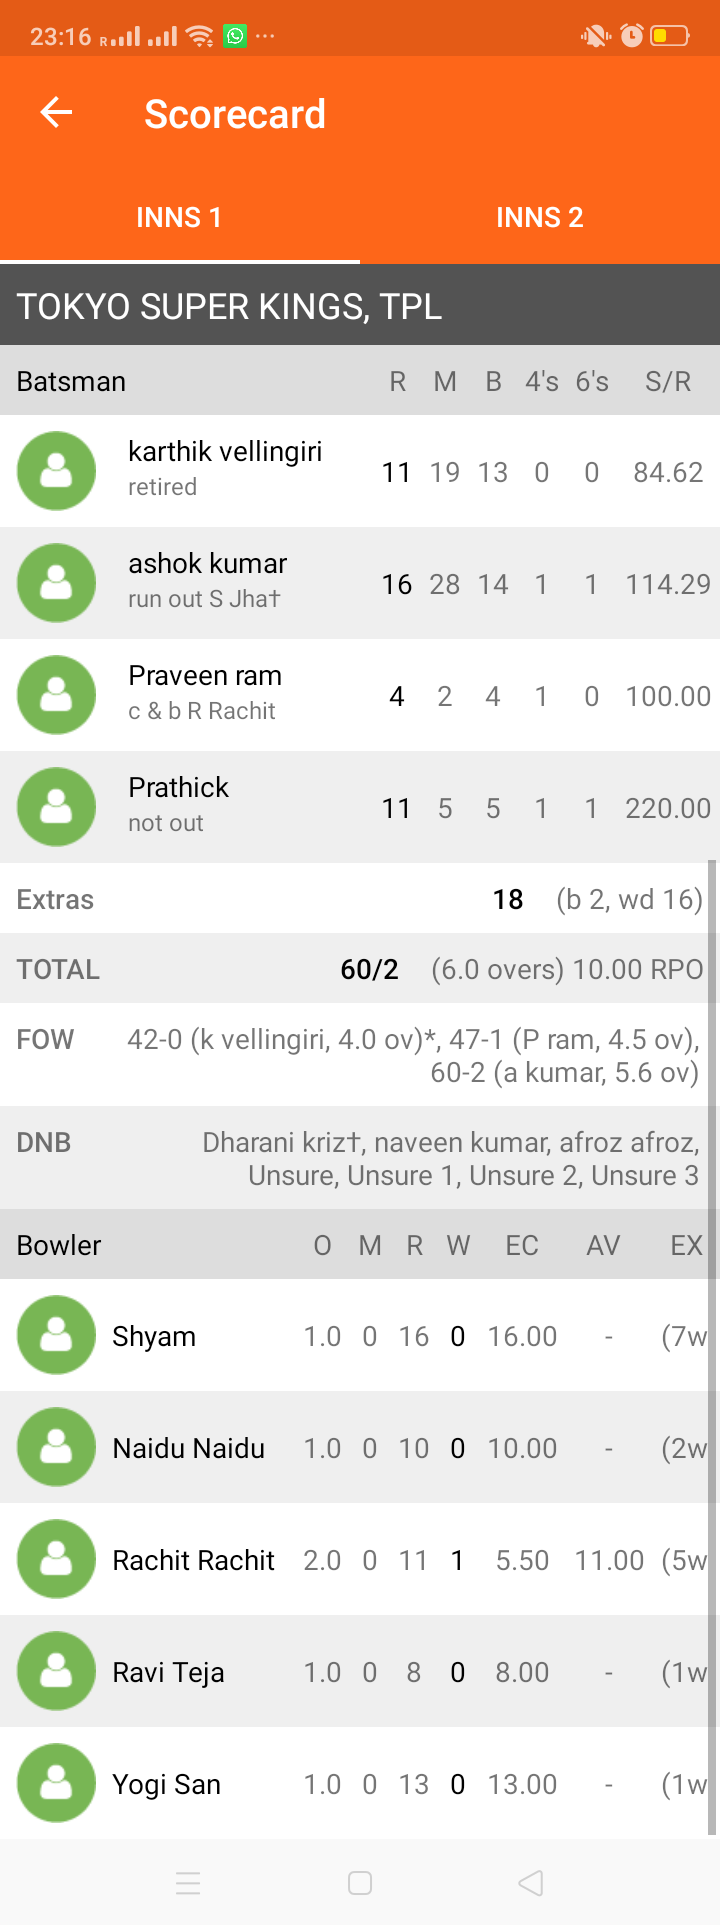 23:16 R ...
Scorecard
INNS 1 INNS 2
TOKYO SUPER KINGS, TPL
Batsman R M B 4's 6's S/R
karthik vellingiri
retired
11 19 13 0 0 84.62
ashok kumar
run out S Jha†
16 28 14 1 1 114.29
Praveen ram
c & b R Rachit
4 2 4 1 0 100.00
Prathick
not out
11 5 5 1 1 220.00
Extras 18 (b 2, wd 16)
TOTAL 60/2 (6.0 overs) 10.00 RPO
FOW 42-0 (k vellingiri, 4.0 ov)*, 47-1 (P ram, 4.5 ov),
60-2 (a kumar, 5.6 ov)
DNB Dharani kriz†, naveen kumar, afroz afroz,
Unsure, Unsure 1, Unsure 2, Unsure 3
Bowler O M R W EC AV EX
Shyam 1.0 0 16 0 16.00 - (7w
Naidu Naidu 1.0 0 10 0 10.00 - (2w
Rachit Rachit 2.0 0 11 1 5.50 11.00 (5w
Ravi Teja 1.0 0 8 0 8.00 - (1w
Yogi San 1.0 0 13 0 13.00 - (1w